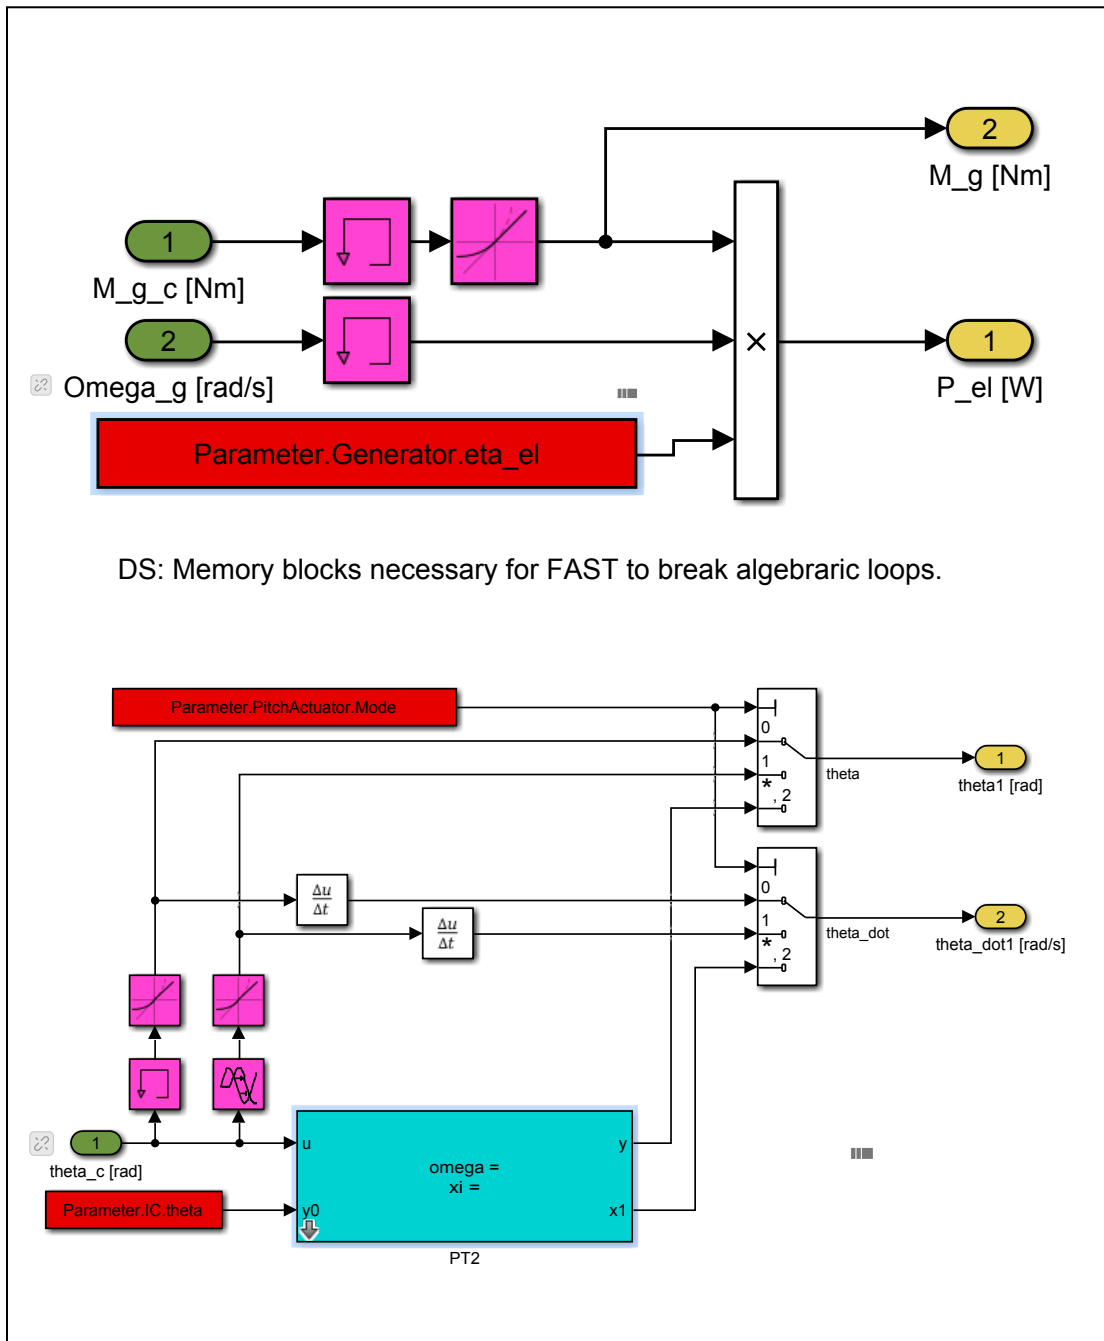 2
M_g [Nm]
1
M_g_c [Nm]
2
Omega_g [rad/s]
×
1
P_el [W]
Parameter.Generator.eta_el
DS: Memory blocks necessary for FAST to break algebraric loops.
Parameter.PitchActuator.Mode
0
1
*, 2
theta
1
theta1 [rad]
Δu
Δt
Δu
Δt
0
1
*, 2
theta_dot
2
theta_dot1 [rad/s]
1
theta_c [rad]
Parameter.IC.theta
u
y
omega =
xi =
y0
x1
PT2